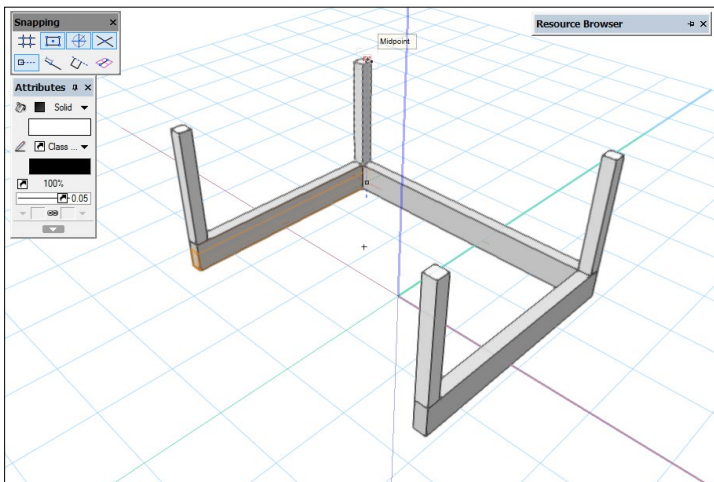 Snapping
Resource Browser
Midpoint
Attributes
Solid
Class ...
100%
0.05